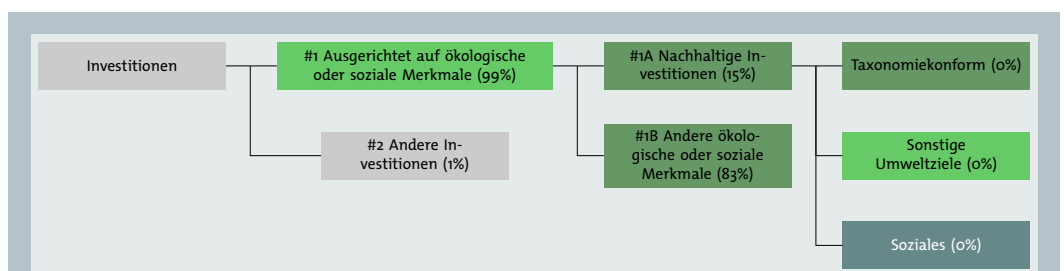 Investitionen
#1 Ausgerichtet auf ökologische
oder soziale Merkmale (99%)
#2 Andere In-
vestitionen (1%)
#1A Nachhaltige In-
vestitionen (15%)
#1B Andere ökolo-
gische oder soziale
Merkmale (83%)
Taxonomiekonform (0%)
Sonstige
Umweltziele (0%)
Soziales (0%)